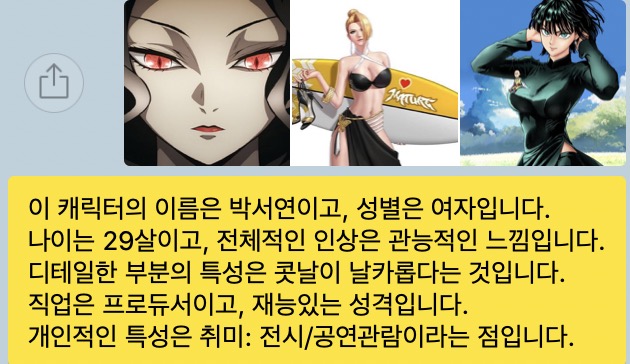 이 캐릭터의 이름은 박서연이고, 성별은 여자입니다.
나이는 29살이고, 전체적인 인상은 관능적인 느낌입니다.
디테일한 부분의 특성은 콧날이 날카롭다는 것입니다.
직업은 프로듀서이고, 재능있는 성격입니다.
개인적인 특성은 취미: 전시/공연관람이라는 점입니다.